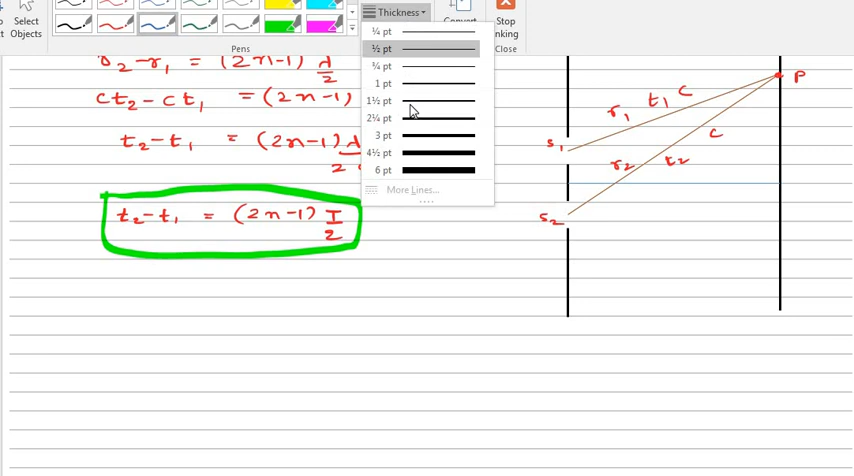 Select
Objects
Pens
Thickness
Convert
Stop
Inking
Close
¼ pt
½ pt
¾ pt
1 pt
1½ pt
2¼ pt
3 pt
4½ pt
6 pt
More Lines...
r₂ - r₁ = (2n-1) λ/2
ct₂ - ct₁ = (2n-1)
t₂ - t₁ = (2n-1) λ/2
t₂ - t₁ = (2n-1) T/2
P
r₁ t₁ c
S₁
c
r₂ t₂
S₂